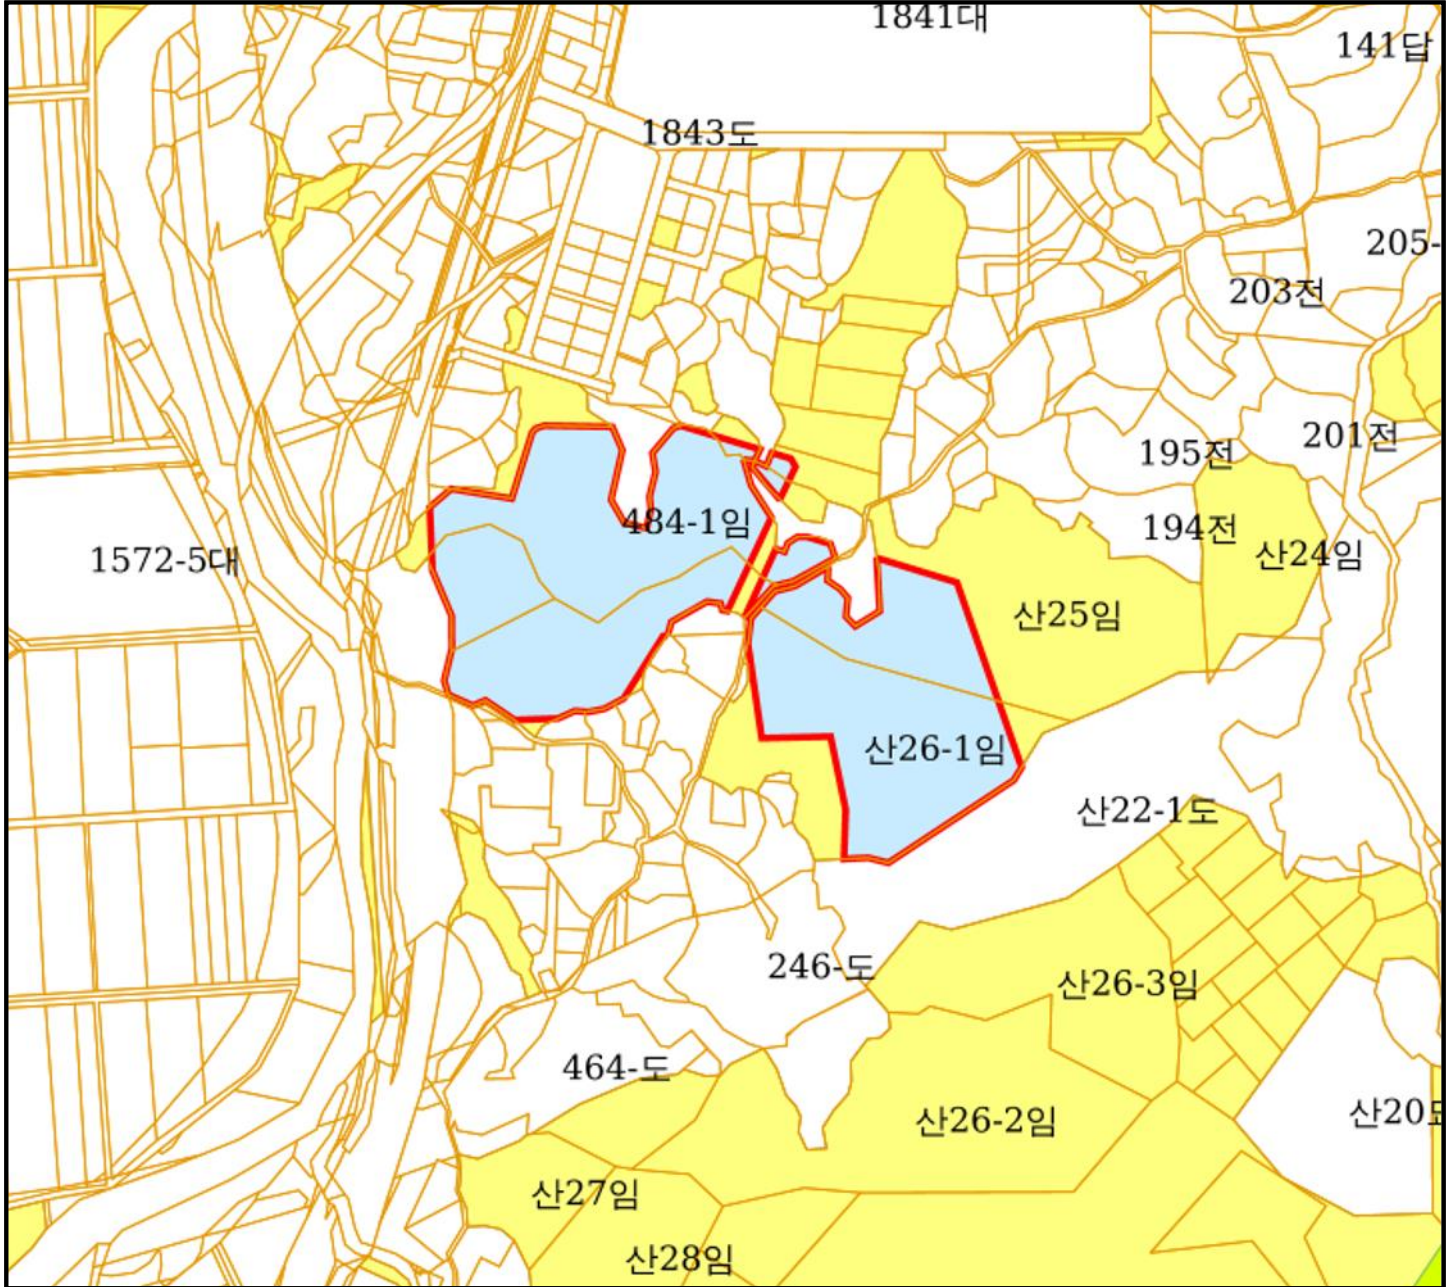 1841대
141답
1843도
205-
203전
201전
195전
484-1임
194전
1572-5대
산24임
산25임
산26-1임
산22-1도
246-도
산26-3임
464-도
산26-2임
산20도
산27임
산28임